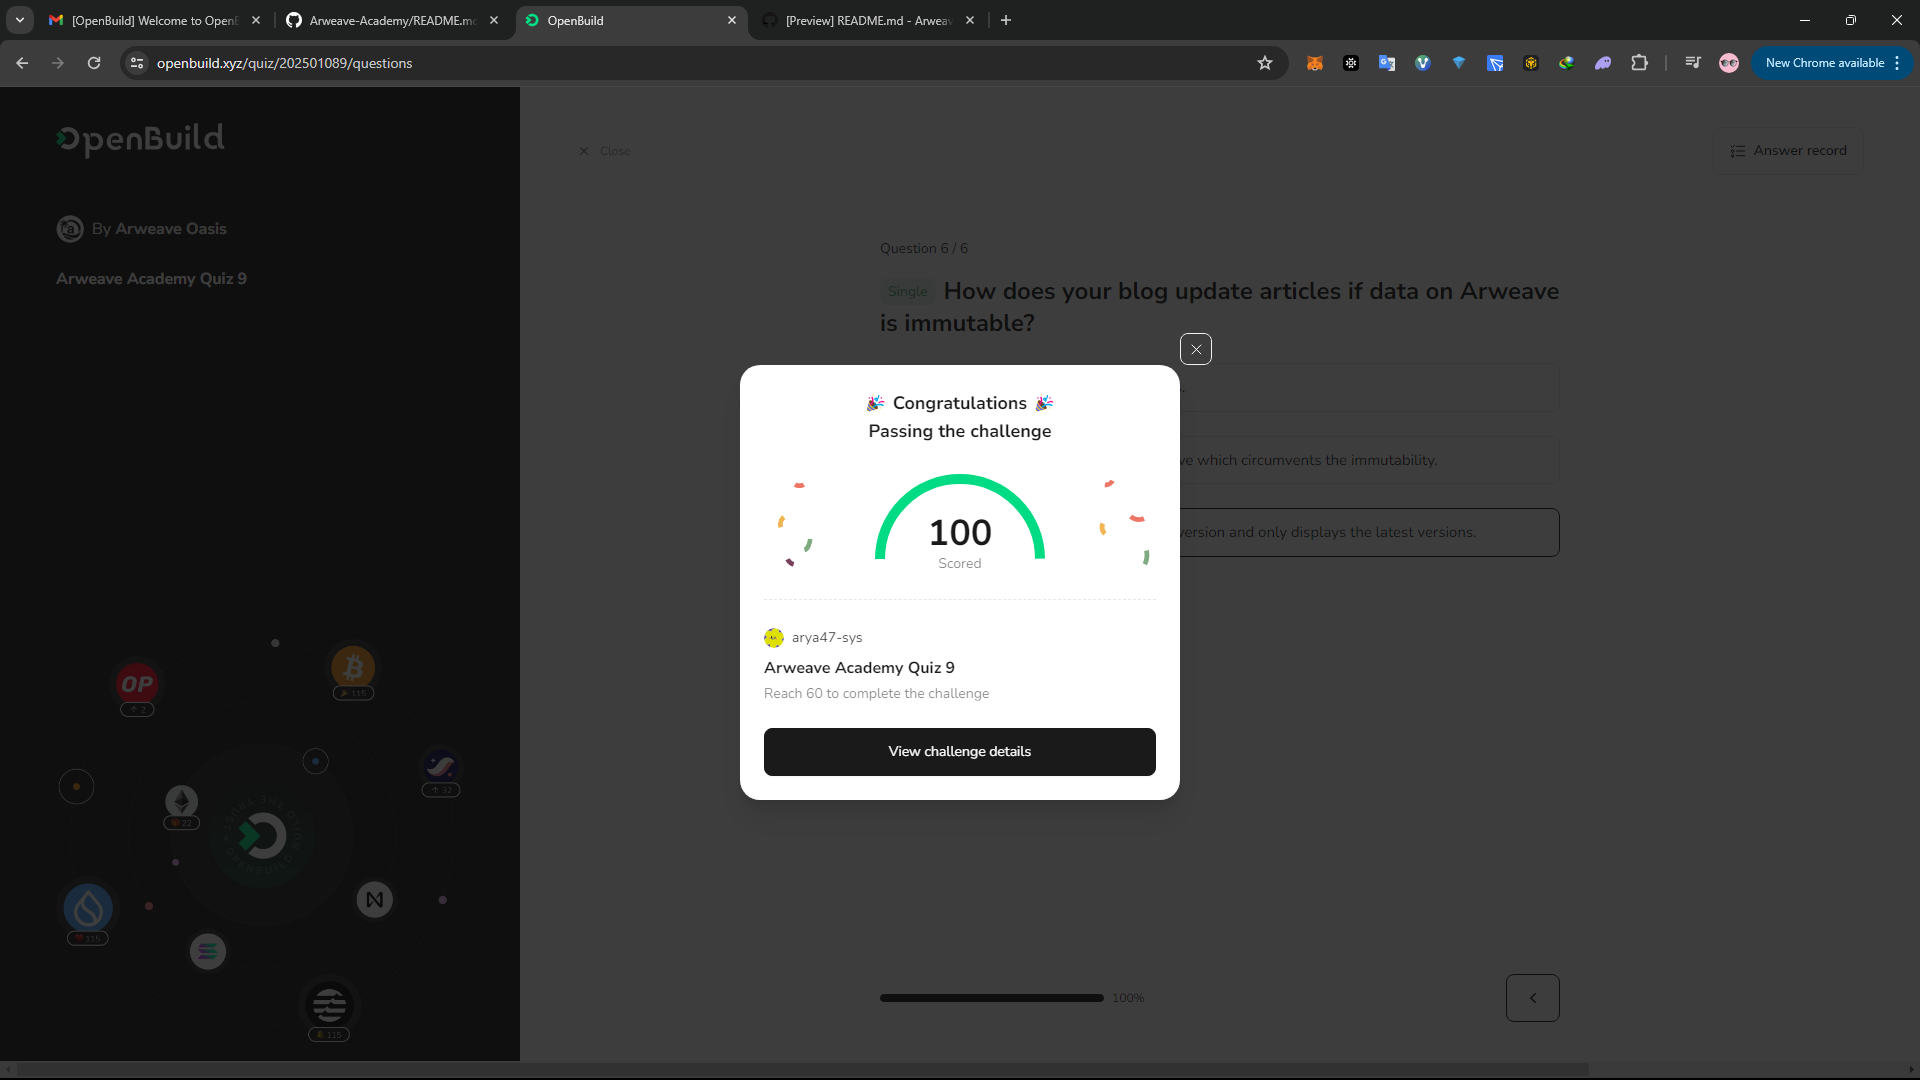 [OpenBuild] Welcome to OpenB
Arweave-Academy/README.md
OpenBuild
[Preview] README.md - Arweav
openbuild.xyz/quiz/202501089/questions
New Chrome available
OpenBuild
By Arweave Oasis
Arweave Academy Quiz 9
Close
Answer record
Question 6 / 6
Single How does your blog update articles if data on Arweave
is immutable?
ve which circumvents the immutability.
version and only displays the latest versions.
🎉 Congratulations 🎉
Passing the challenge
100
Scored
arya47-sys
Arweave Academy Quiz 9
Reach 60 to complete the challenge
View challenge details
OP
2
115
32
22
115
115
100%